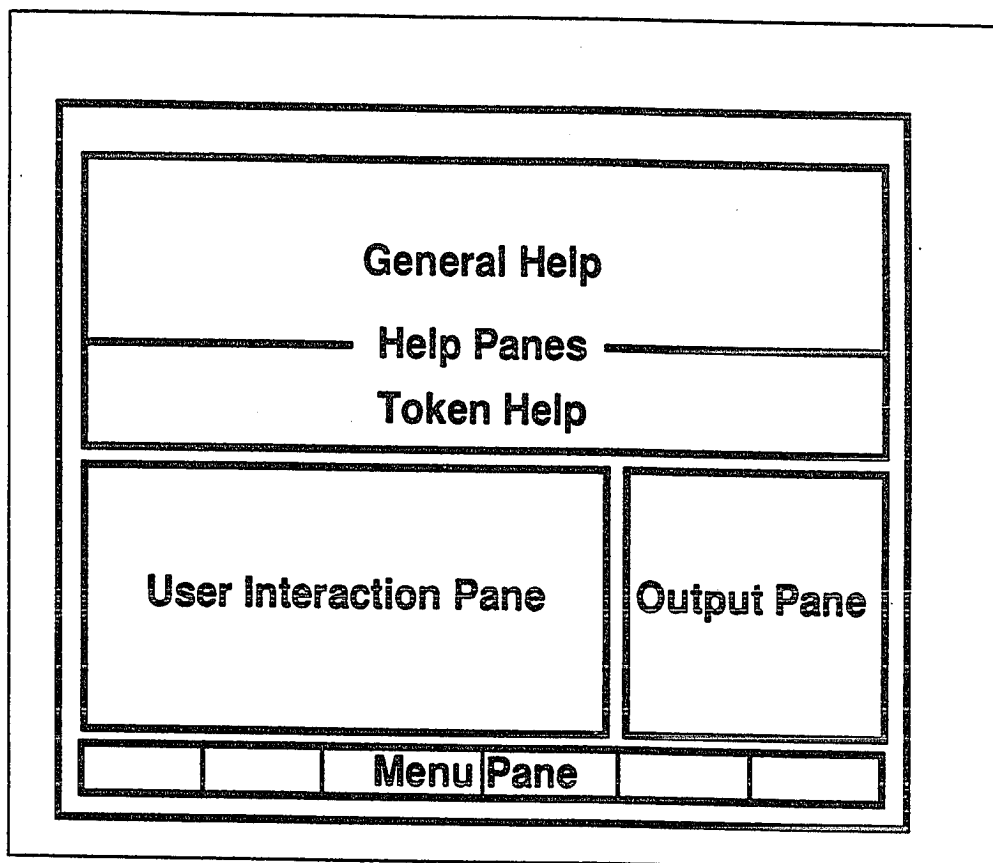 General Help
Help Panes
Token Help
User Interaction Pane
Output Pane
Menu Pane